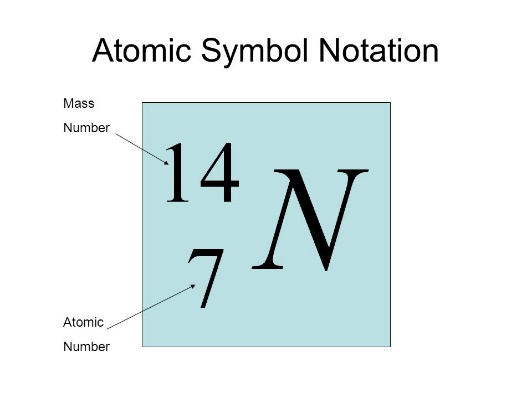 Atomic Symbol Notation
Mass
Number
14
N
7
Atomic
Number